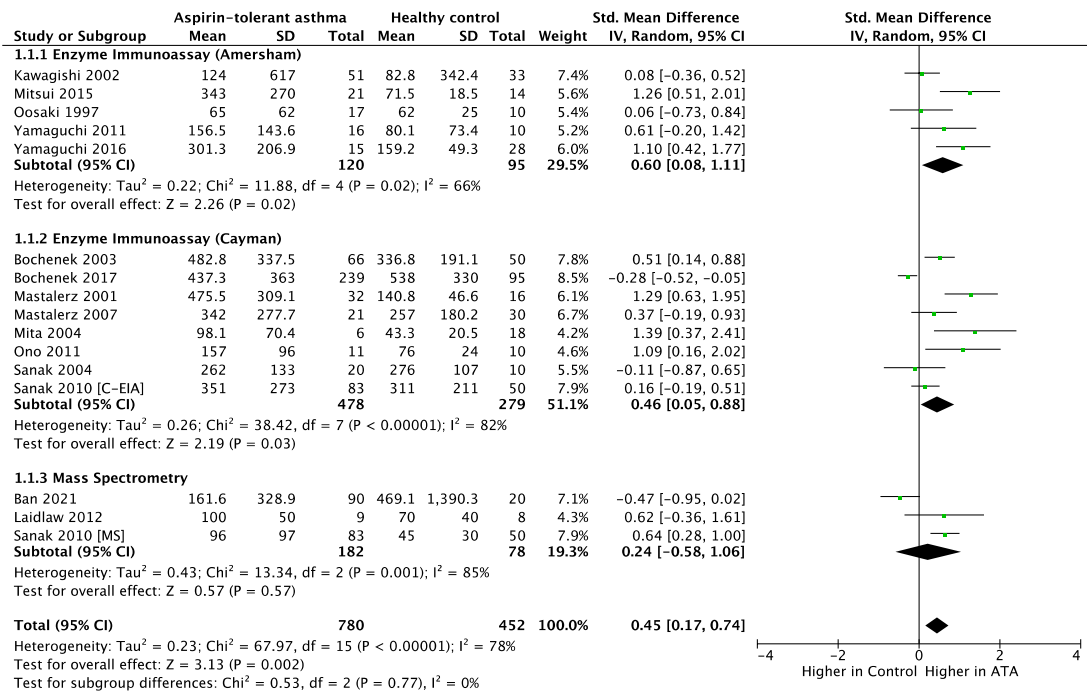 Aspirin-tolerant asthma Healthy control Std. Mean Difference Std. Mean Difference
Study or Subgroup Mean SD Total Mean SD Total Weight IV, Random, 95% CI IV, Random, 95% CI
1.1.1 Enzyme Immunoassay (Amersham)
Kawagishi 2002 124 617 51 82.8 342.4 33 7.4% 0.08 [-0.36, 0.52]
Mitsui 2015 343 270 21 71.5 18.5 14 5.6% 1.26 [0.51, 2.01]
Oosaki 1997 65 62 17 62 25 10 5.4% 0.06 [-0.73, 0.84]
Yamaguchi 2011 156.5 143.6 16 80.1 73.4 10 5.2% 0.61 [-0.20, 1.42]
Yamaguchi 2016 301.3 206.9 15 159.2 49.3 28 6.0% 1.10 [0.42, 1.77]
Subtotal (95% CI) 120 95 29.5% 0.60 [0.08, 1.11]
Heterogeneity: Tau² = 0.22; Chi² = 11.88, df = 4 (P = 0.02); I² = 66%
Test for overall effect: Z = 2.26 (P = 0.02)
1.1.2 Enzyme Immunoassay (Cayman)
Bochenek 2003 482.8 337.5 66 336.8 191.1 50 7.8% 0.51 [0.14, 0.88]
Bochenek 2017 437.3 363 239 538 330 95 8.5% -0.28 [-0.52, -0.05]
Mastalerz 2001 475.5 309.1 32 140.8 46.6 16 6.1% 1.29 [0.63, 1.95]
Mastalerz 2007 342 277.7 21 257 180.2 30 6.7% 0.37 [-0.19, 0.93]
Mita 2004 98.1 70.4 6 43.3 20.5 18 4.2% 1.39 [0.37, 2.41]
Ono 2011 157 96 11 76 24 10 4.6% 1.09 [0.16, 2.02]
Sanak 2004 262 133 20 276 107 10 5.5% -0.11 [-0.87, 0.65]
Sanak 2010 [C-EIA] 351 273 83 311 211 50 7.9% 0.16 [-0.19, 0.51]
Subtotal (95% CI) 478 279 51.1% 0.46 [0.05, 0.88]
Heterogeneity: Tau² = 0.26; Chi² = 38.42, df = 7 (P < 0.00001); I² = 82%
Test for overall effect: Z = 2.19 (P = 0.03)
1.1.3 Mass Spectrometry
Ban 2021 161.6 328.9 90 469.1 1,390.3 20 7.1% -0.47 [-0.95, 0.02]
Laidlaw 2012 100 50 9 70 40 8 4.3% 0.62 [-0.36, 1.61]
Sanak 2010 [MS] 96 97 83 45 30 50 7.9% 0.64 [0.28, 1.00]
Subtotal (95% CI) 182 78 19.3% 0.24 [-0.58, 1.06]
Heterogeneity: Tau² = 0.43; Chi² = 13.34, df = 2 (P = 0.001); I² = 85%
Test for overall effect: Z = 0.57 (P = 0.57)
Total (95% CI) 780 452 100.0% 0.45 [0.17, 0.74]
Heterogeneity: Tau² = 0.23; Chi² = 67.97, df = 15 (P < 0.00001); I² = 78%
Test for overall effect: Z = 3.13 (P = 0.002)
Test for subgroup differences: Chi² = 0.53, df = 2 (P = 0.77), I² = 0%
-4 -2 0 2 4
Higher in Control Higher in ATA